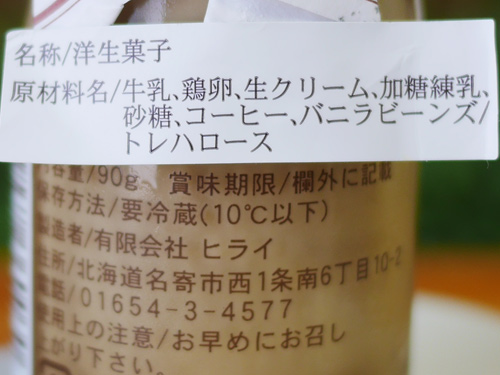 名称/洋生菓子
原材料名/牛乳、鶏卵、生クリーム、加糖練乳、
砂糖、コーヒー、バニラビーンズ/
トレハロース
内容量/90g 賞味期限/欄外に記載
保存方法/要冷蔵(10℃以下)
製造者/有限会社 ヒライ
住所/北海道名寄市西1条南6丁目10-2
電話/01654-3-4577
使用上の注意/お早めにお召し
上がり下さい。